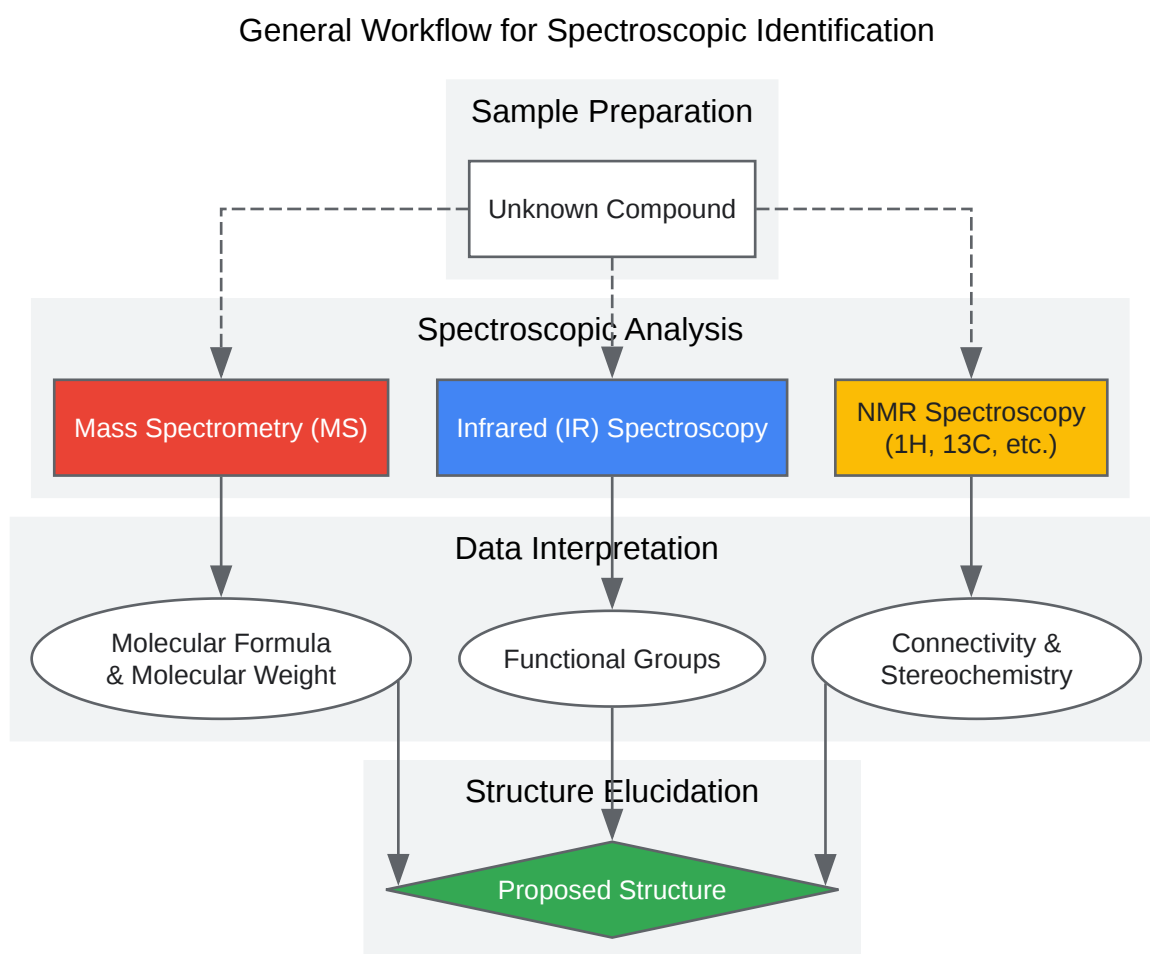 General Workflow for Spectroscopic Identification
Sample Preparation
Unknown Compound
Spectroscopic Analysis
Mass Spectrometry (MS)
Infrared (IR) Spectroscopy
NMR Spectroscopy
(1H, 13C, etc.)
Data Interpretation
Molecular Formula
& Molecular Weight
Functional Groups
Connectivity &
Stereochemistry
Structure Elucidation
Proposed Structure